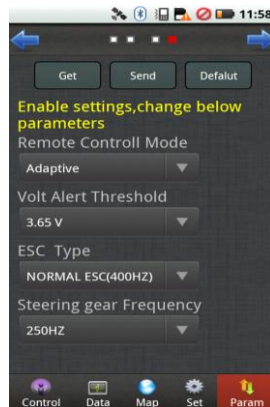 11:58
Get Send Defalut
Enable settings,change below
parameters
Remote Controll Mode
Adaptive
Volt Alert Threshold
3.65 V
ESC Type
NORMAL ESC(400HZ)
Steering gear Frequency
250HZ
Control Data Map Set Param